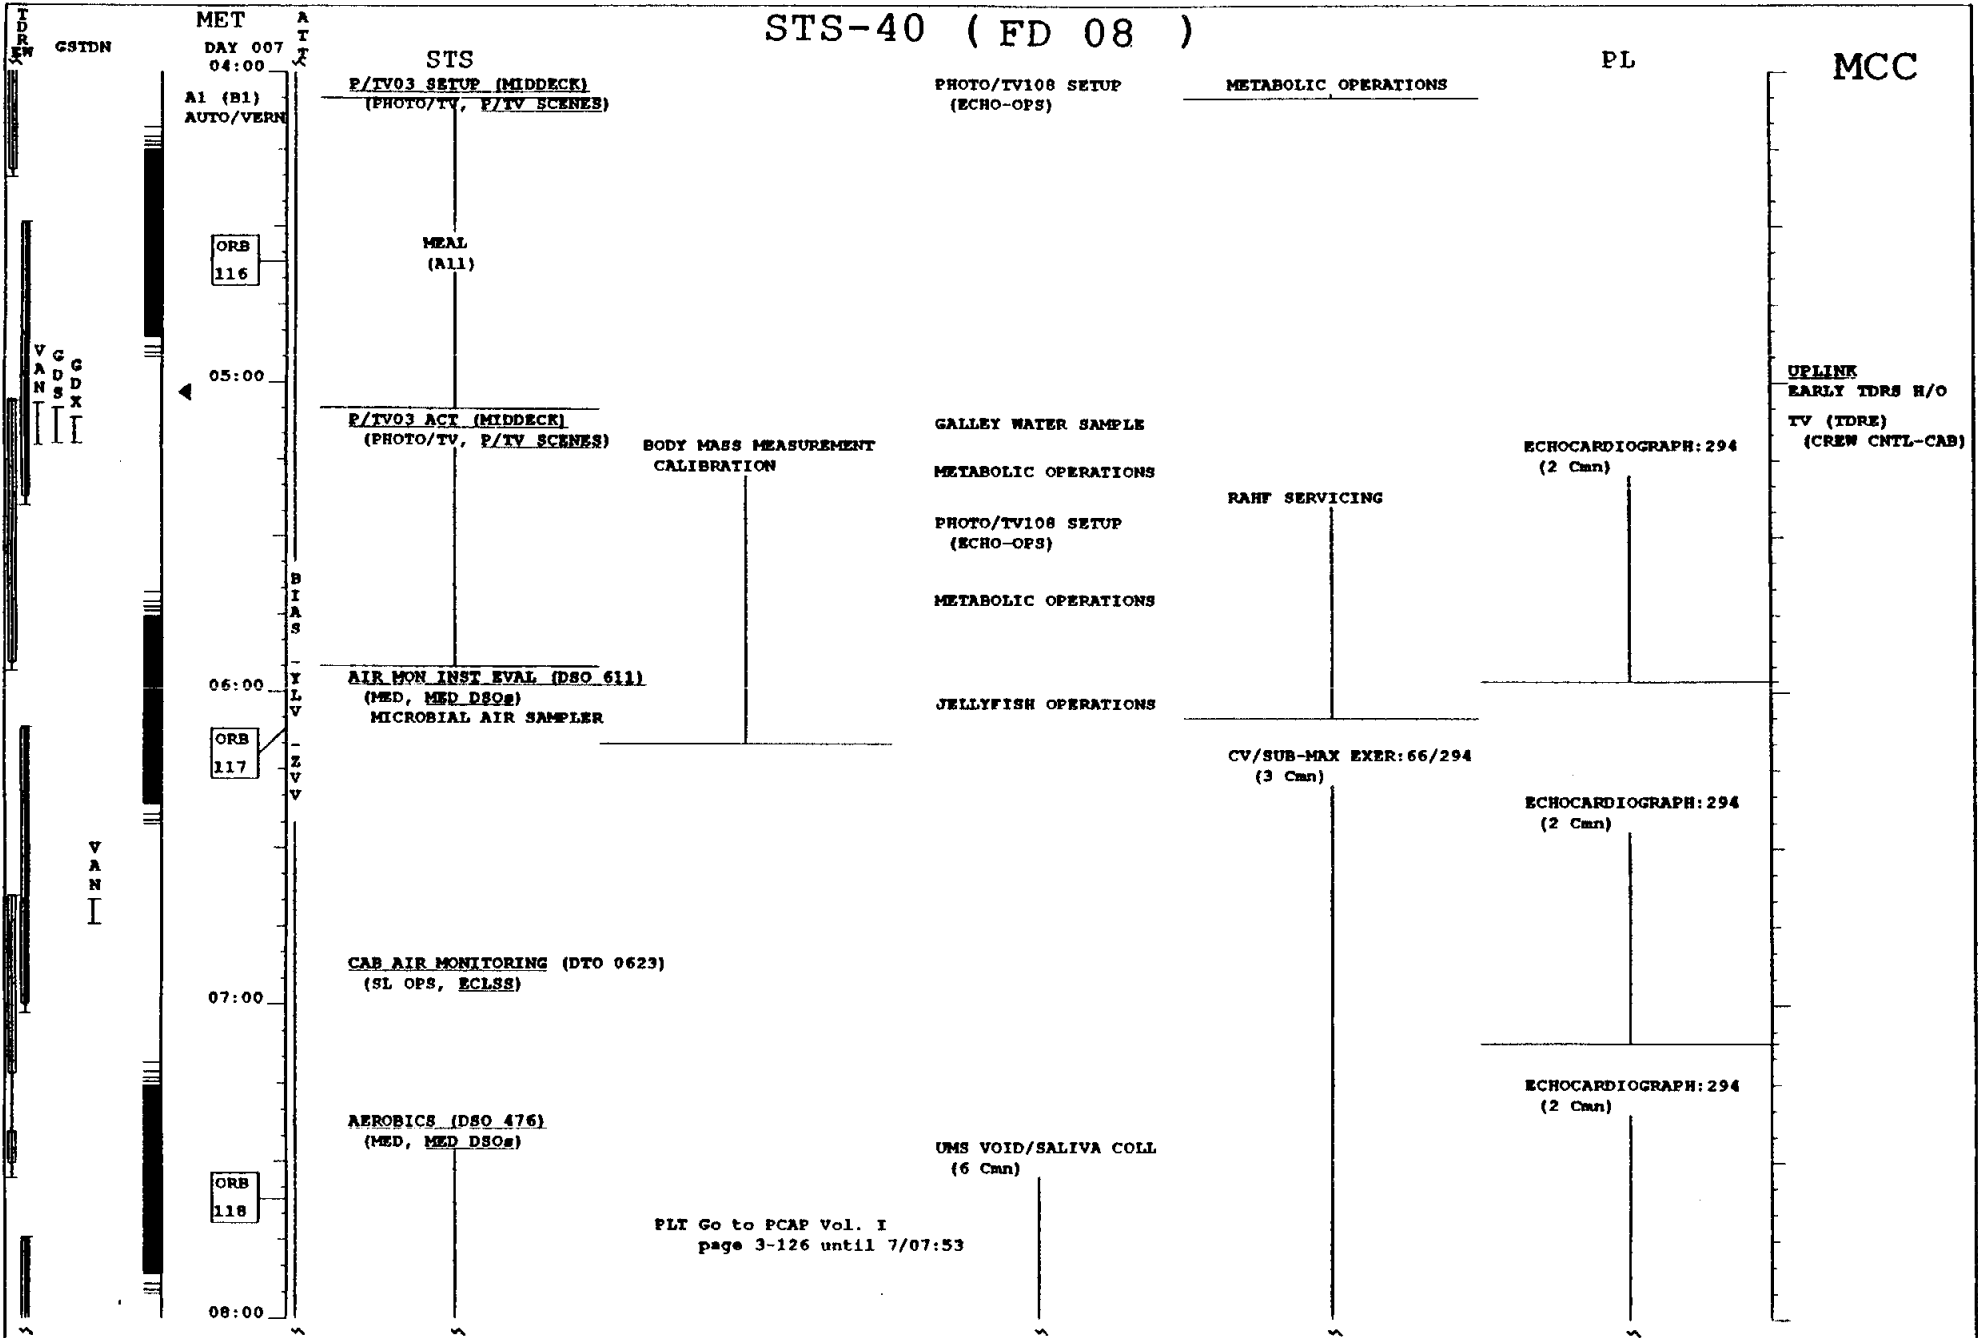 STS-40 ( FD 08 )
TDRS
E W
GSTDN
MET
DAY 007
04:00
ATT
STS
PL
MCC
A1 (B1)
AUTO/VERN
P/TV03 SETUP (MIDDECK)
(PHOTO/TV, P/TV SCENES)
PHOTO/TV108 SETUP
(ECHO-OPS)
METABOLIC OPERATIONS
ORB
116
MEAL
(All)
VAN
GDS
GDX
05:00
UPLINK
EARLY TDRS H/O
TV (TDRE)
(CREW CNTL-CAB)
P/TV03 ACT (MIDDECK)
(PHOTO/TV, P/TV SCENES)
BODY MASS MEASUREMENT
CALIBRATION
GALLEY WATER SAMPLE
METABOLIC OPERATIONS
PHOTO/TV108 SETUP
(ECHO-OPS)
METABOLIC OPERATIONS
JELLYFISH OPERATIONS
RAHF SERVICING
ECHOCARDIOGRAPH:294
(2 Cmn)
BIAS
-YLV
-ZVV
06:00
AIR MON INST EVAL (DSO 611)
(MED, MED DSOs)
MICROBIAL AIR SAMPLER
ORB
117
CV/SUB-MAX EXER:66/294
(3 Cmn)
ECHOCARDIOGRAPH:294
(2 Cmn)
VAN
CAB AIR MONITORING (DTO 0623)
(SL OPS, ECLSS)
07:00
ECHOCARDIOGRAPH:294
(2 Cmn)
AEROBICS (DSO 476)
(MED, MED DSOs)
UMS VOID/SALIVA COLL
(6 Cmn)
ORB
118
PLT Go to PCAP Vol. I
page 3-126 until 7/07:53
08:00